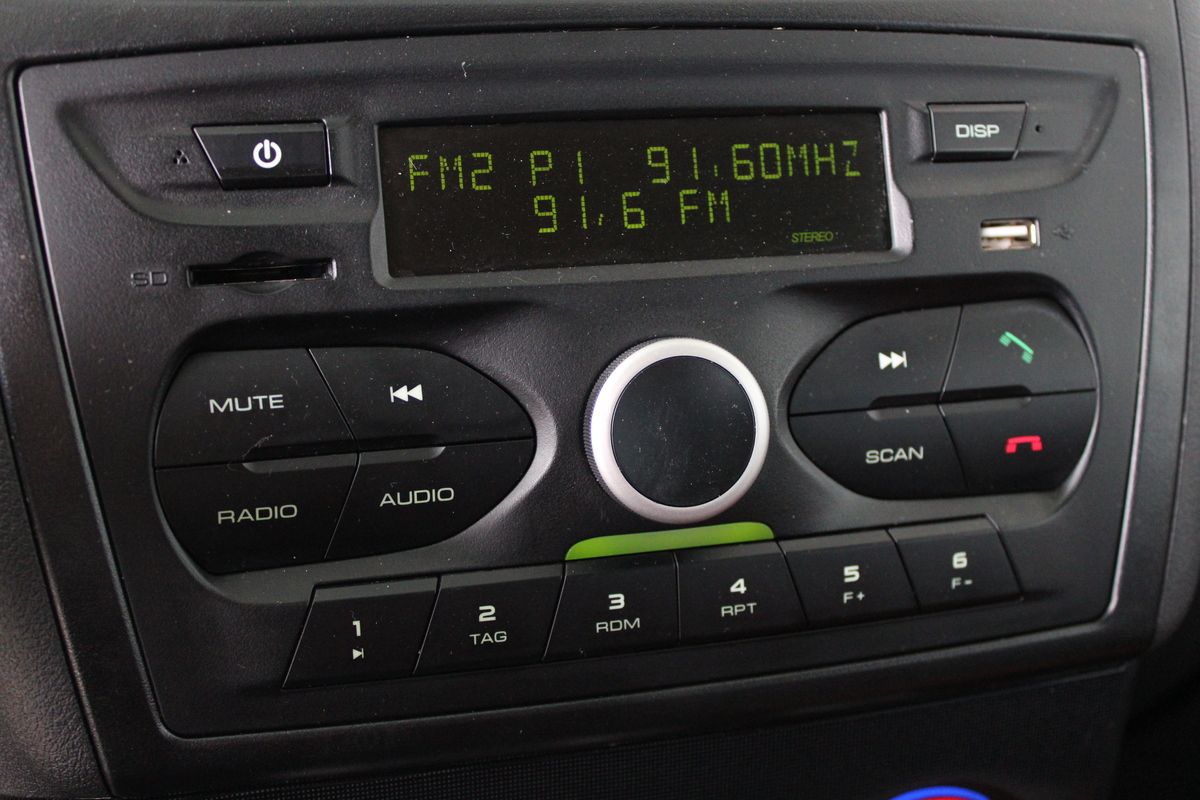 DISP
FM2 P1 91,60MHZ
91,6 FM
STEREO
SD
MUTE
RADIO
AUDIO
SCAN
1
2
TAG
3
RDM
4
RPT
5
F+
6
F-